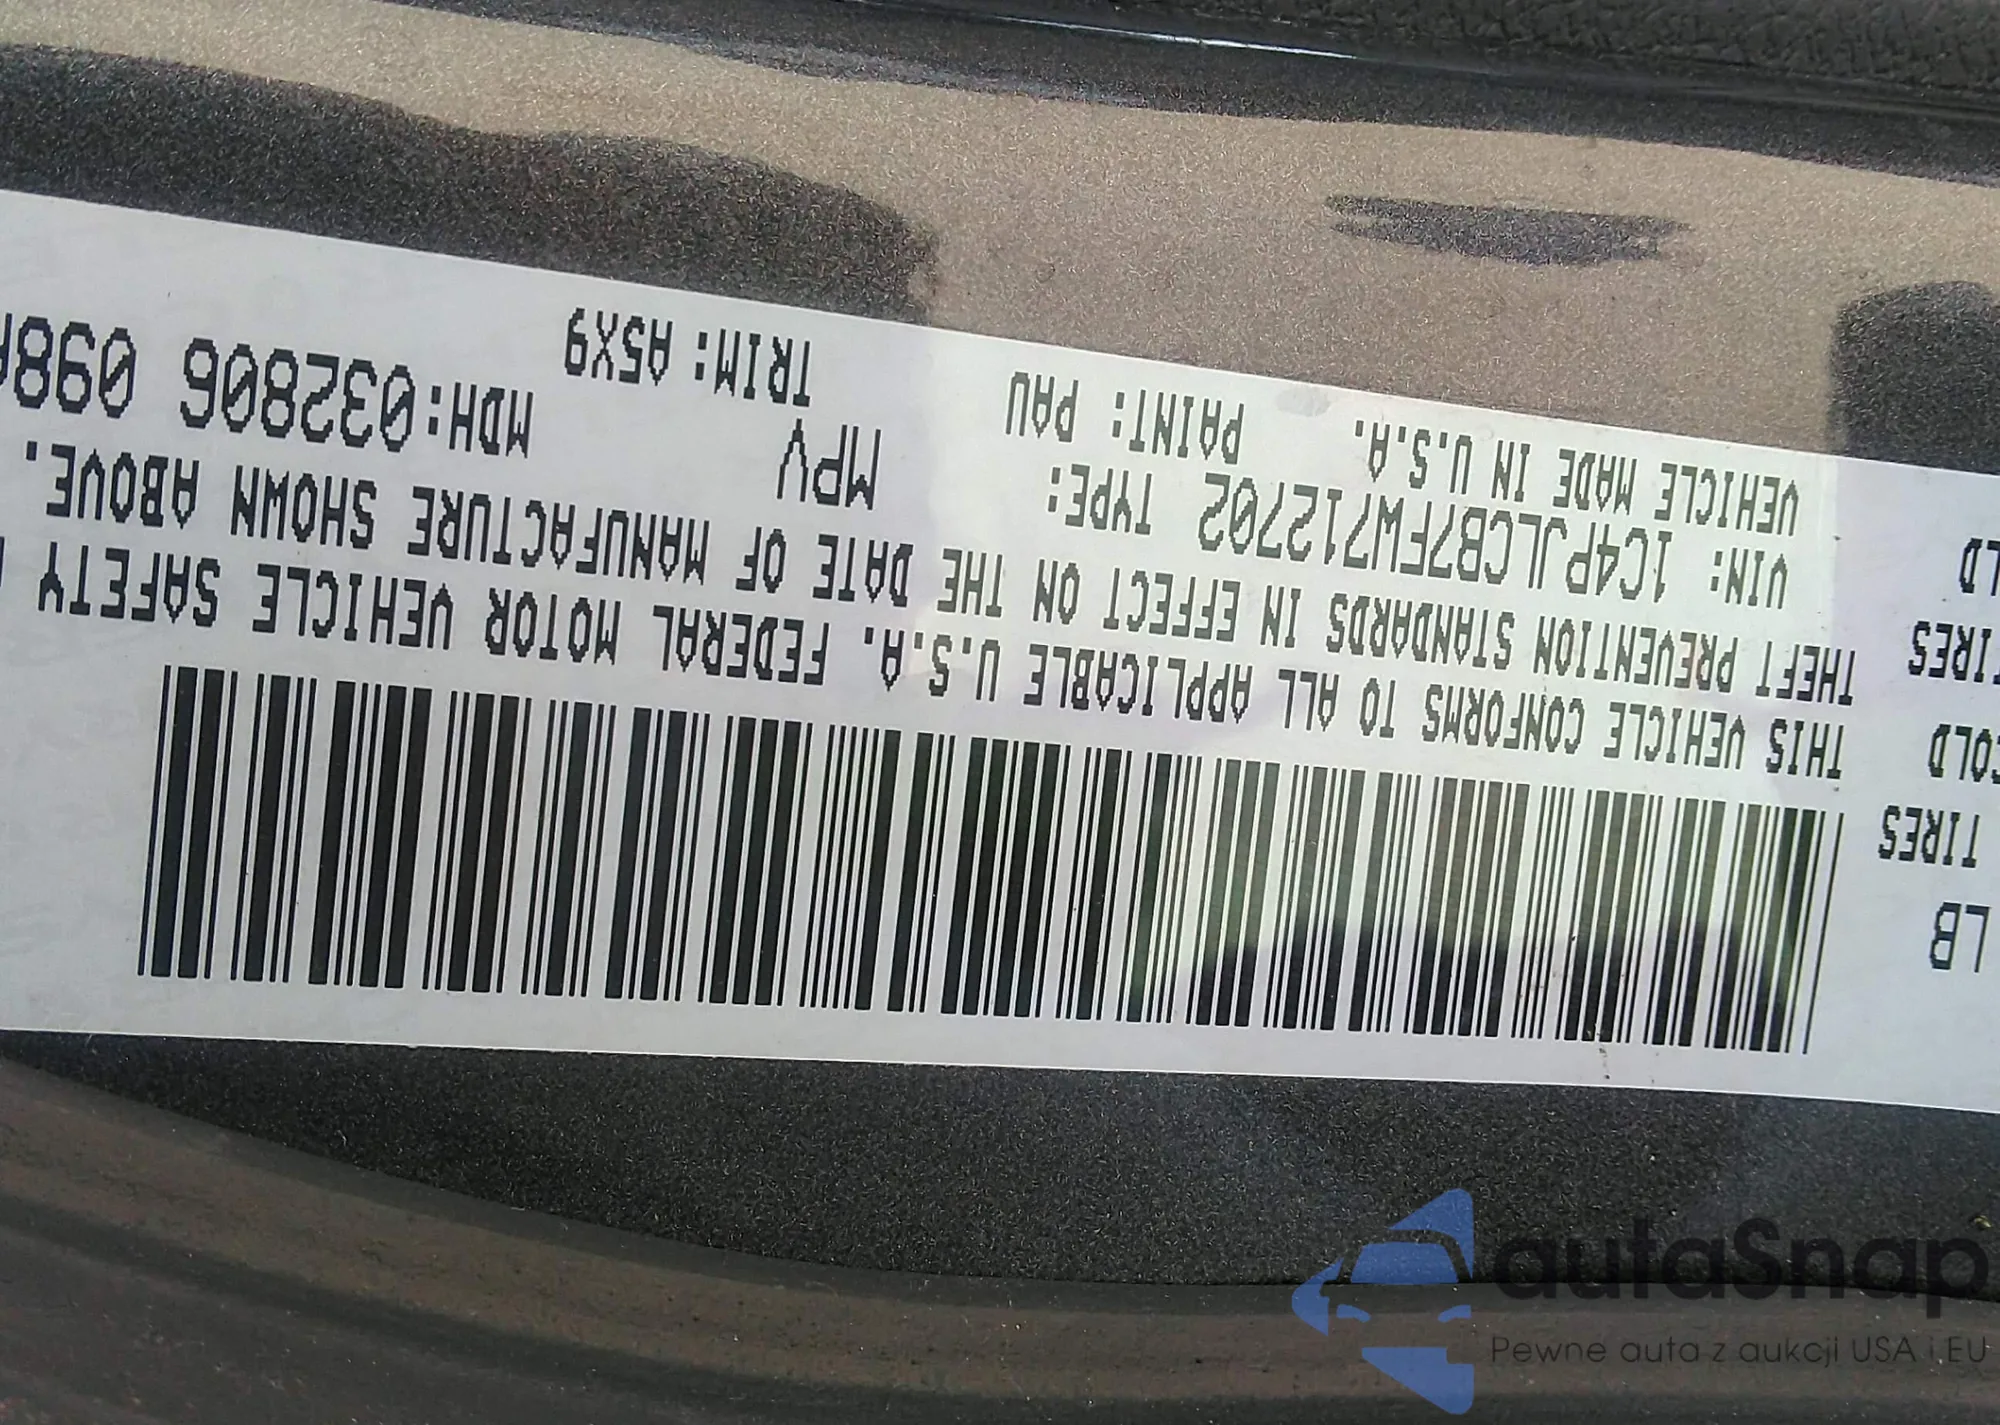 LB
TIRES
COLD
TIRES
LD
THIS VEHICLE CONFORMS TO ALL APPLICABLE U.S.A. FEDERAL MOTOR VEHICLE SAFETY
THEFT PREVENTION STANDARDS IN EFFECT ON THE DATE OF MANUFACTURE SHOWN ABOVE.
VIN: 1C4PJLCB7FW712702 TYPE: MPV MDH:032806 098
VEHICLE MADE IN U.S.A. PAINT: PAU TRIM: A5X9
autaSnap
Pewne auta z aukcji USA i EU